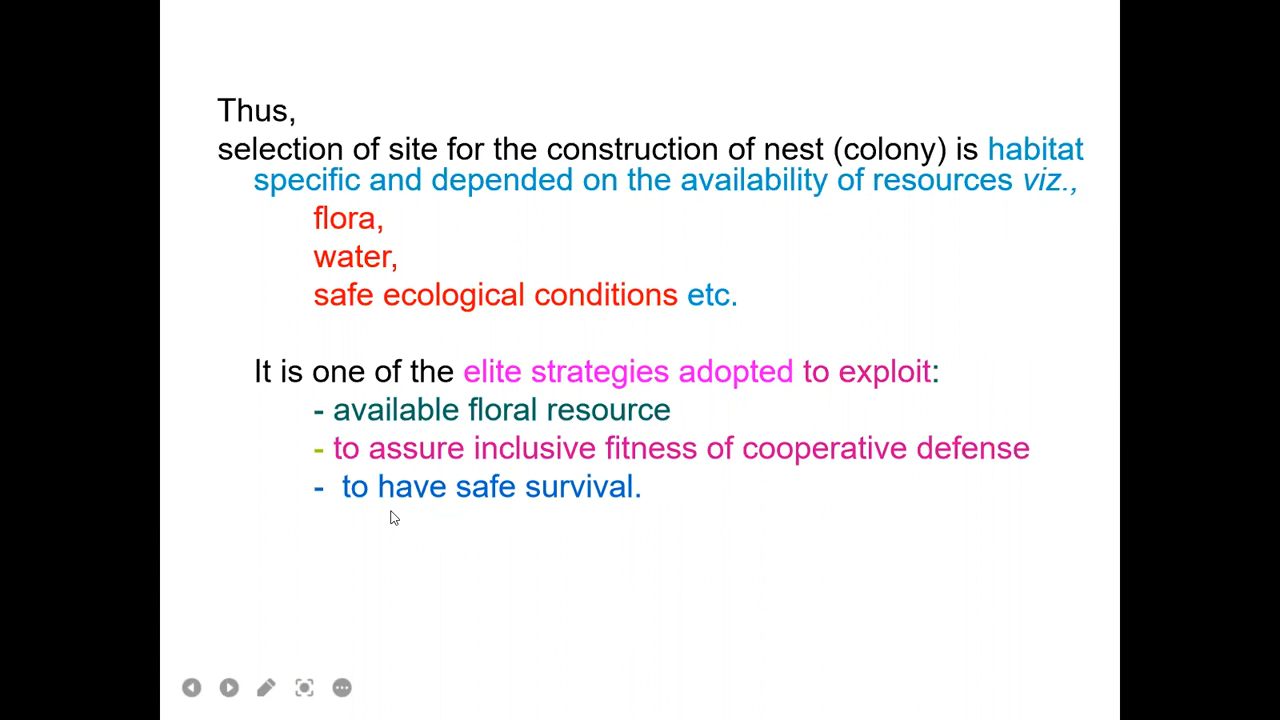 Thus,
selection of site for the construction of nest (colony) is habitat
specific and depended on the availability of resources viz.,
flora,
water,
safe ecological conditions etc.
It is one of the elite strategies adopted to exploit:
- available floral resource
- to assure inclusive fitness of cooperative defense
- to have safe survival.